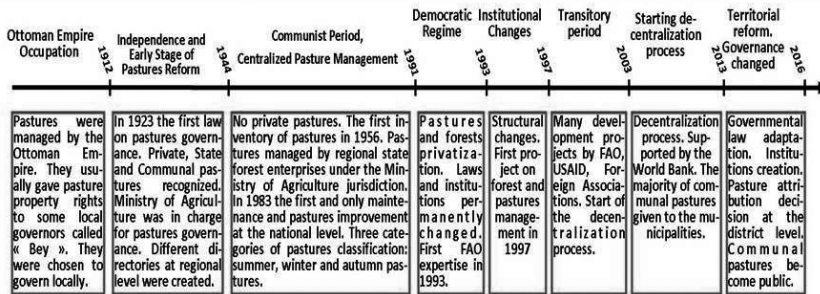 Ottoman Empire
Occupation
Independence and
Early Stage of
Pastures Reform
Communist Period,
Centralized Pasture Management
Democratic
Regime
Institutional
Changes
Transitory
period
Starting de-
centralization
process
Territorial
reform.
Governance
changed
1912
1944
1991
1993
1997
2003
2013
2016
Pastures were
managed by the
Ottoman Em-
pire. They usu-
ally gave pasture
property rights
to some local
governors called
« Bey ». They
were chosen to
govern locally.
In 1923 the first law
on pastures gover-
nance. Private, State
and Communal pas-
tures recognized.
Ministry of Agricul-
ture was in charge
for pastures govern-
ance. Different di-
rectories at regional
level were created.
No private pastures. The first in-
ventory of pastures in 1956. Pas-
tures managed by regional state
forest enterprises under the Min-
istry of Agriculture jurisdiction.
In 1983 the first and only mainte-
nance and pastures improvement
at the national level. Three cate-
gories of pastures classification:
summer, winter and autumn pas-
tures.
Pastures
and forests
privatiza-
tion. Laws
and institu-
tions per-
manently
changed.
First FAO
expertise in
1993.
Structural
changes.
First pro-
ject on
forest and
pastures
manage-
ment in
1997
Many devel-
opment pro-
jects by FAO,
USAID, For-
eign Associa-
tions. Start of
the decen-
tralization
process.
Decentralization
process. Sup-
ported by the
World Bank. The
majority of com-
munal pastures
given to the mu-
nicipalities.
Governmental
law adapta-
tion. Institu-
tions creation.
Pasture attri-
bution deci-
sion at the
district level.
Communal
pastures be-
come public.